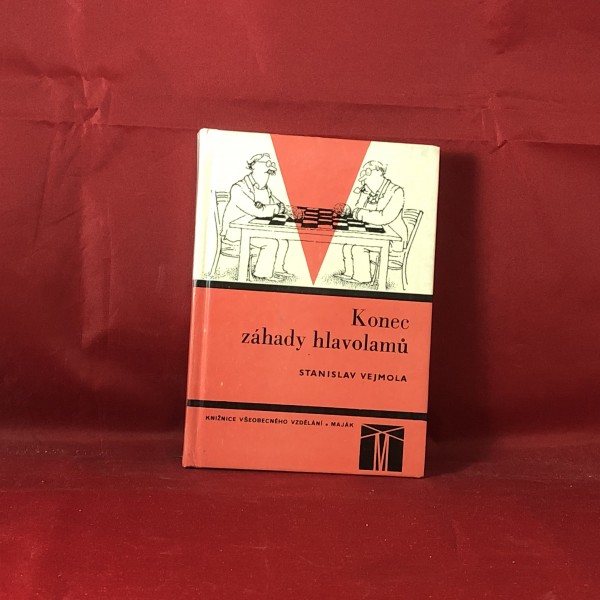 Konec
záhady hlavolamů
STANISLAV VEJMOLA
KNIŽNICE VŠEOBECNÉHO VZDĚLÁNÍ • MAJÁK
M